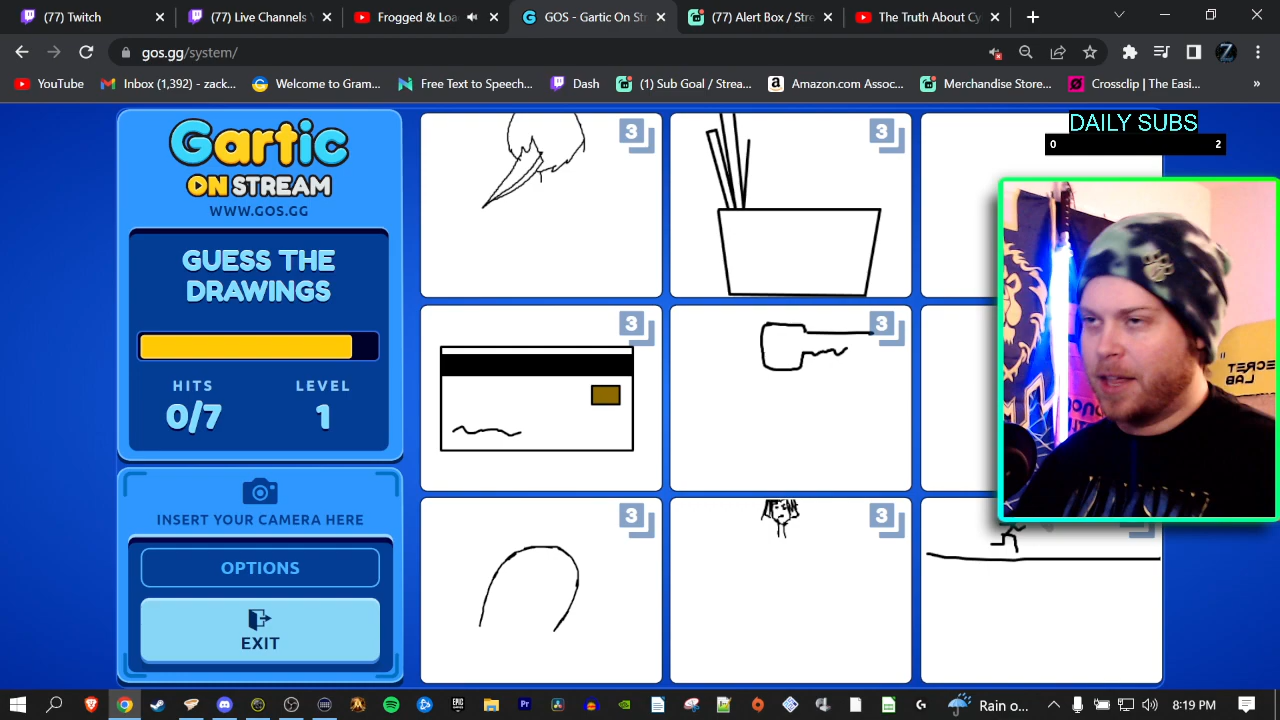 (77) Twitch
(77) Live Channels
Frogged & Loa
GOS - Gartic On Str
(77) Alert Box / Stre
The Truth About Cy
gos.gg/system/
YouTube
Inbox (1,392) - zack...
Welcome to Gram...
Free Text to Speech...
Dash
(1) Sub Goal / Strea...
Amazon.com Assoc...
Merchandise Store...
Crossclip | The Easi...
»
DAILY SUBS
0 2
Gartic
ON STREAM
WWW.GOS.GG
GUESS THE
DRAWINGS
HITS LEVEL
0/7 1
INSERT YOUR CAMERA HERE
OPTIONS
EXIT
3
3
3
3
3
3
SECRET
LAB
8:19 PM
Rain o...